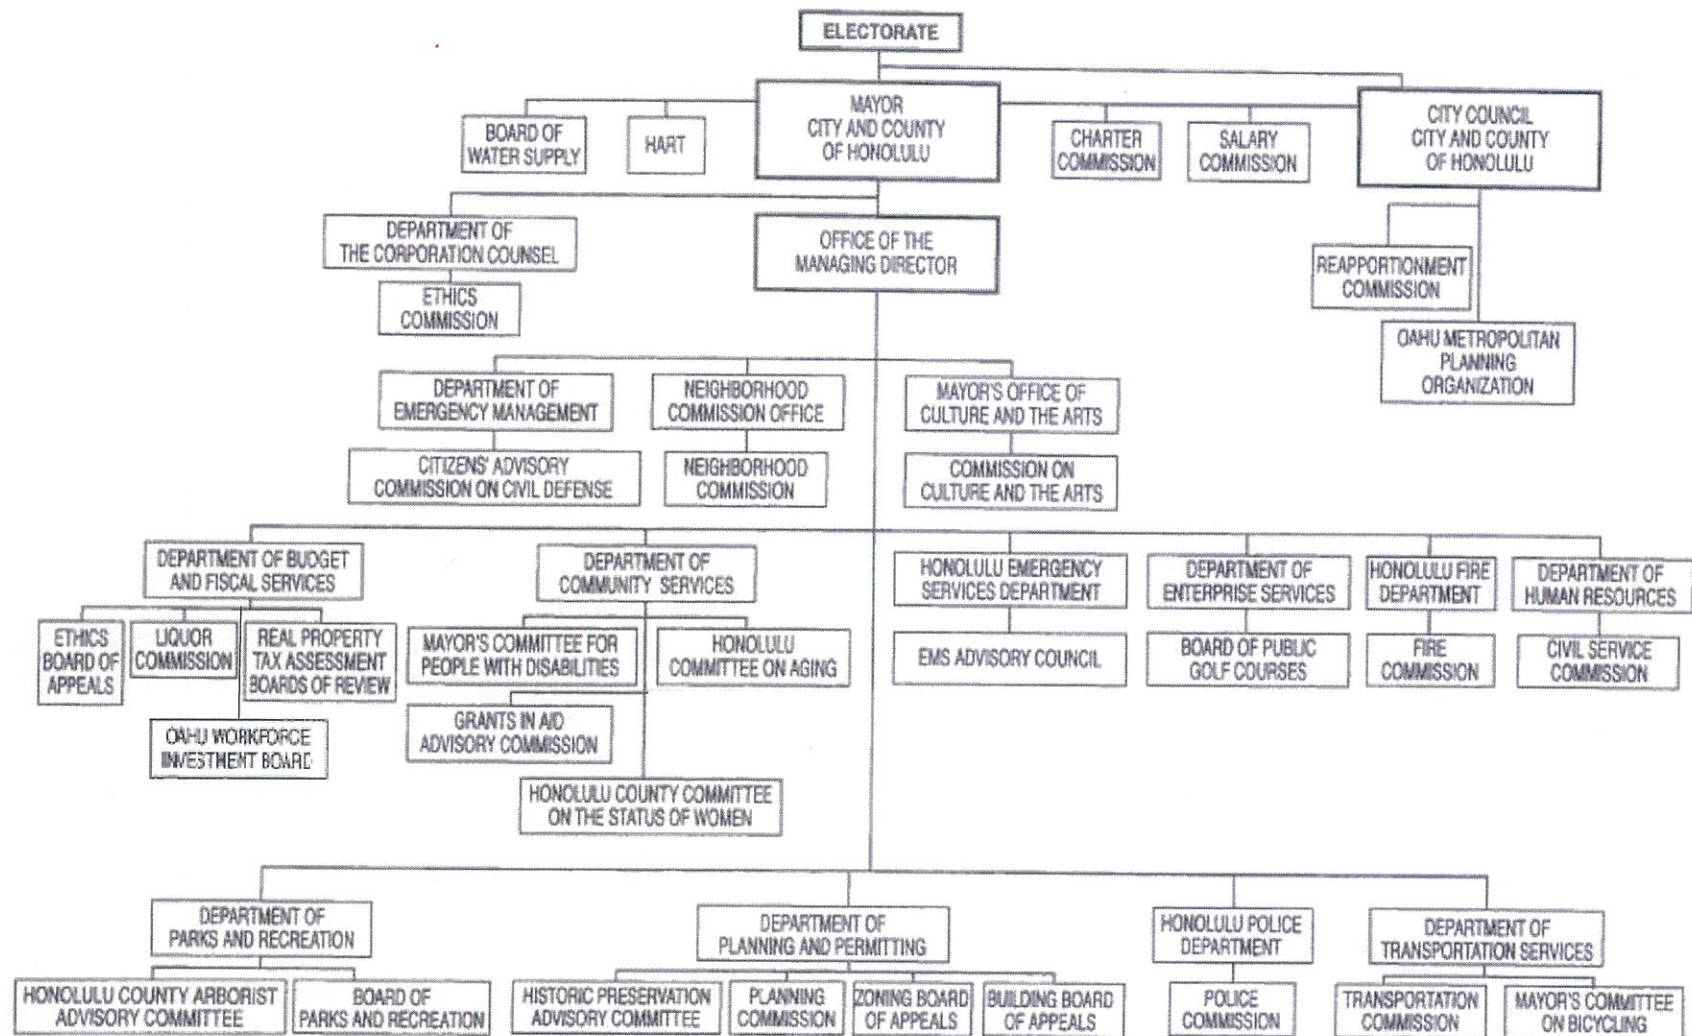 ELECTORATE
MAYOR
CITY AND COUNTY
OF HONOLULU
CITY COUNCIL
CITY AND COUNTY
OF HONOLULU
BOARD OF
WATER SUPPLY
HART
CHARTER
COMMISSION
SALARY
COMMISSION
DEPARTMENT OF
THE CORPORATION COUNSEL
OFFICE OF THE
MANAGING DIRECTOR
REAPPORTIONMENT
COMMISSION
ETHICS
COMMISSION
OAHU METROPOLITAN
PLANNING
ORGANIZATION
DEPARTMENT OF
EMERGENCY MANAGEMENT
NEIGHBORHOOD
COMMISSION OFFICE
MAYOR'S OFFICE OF
CULTURE AND THE ARTS
CITIZENS' ADVISORY
COMMISSION ON CIVIL DEFENSE
NEIGHBORHOOD
COMMISSION
COMMISSION ON
CULTURE AND THE ARTS
DEPARTMENT OF BUDGET
AND FISCAL SERVICES
DEPARTMENT OF
COMMUNITY SERVICES
HONOLULU EMERGENCY
SERVICES DEPARTMENT
DEPARTMENT OF
ENTERPRISE SERVICES
HONOLULU FIRE
DEPARTMENT
DEPARTMENT OF
HUMAN RESOURCES
ETHICS
BOARD OF
APPEALS
LIQUOR
COMMISSION
REAL PROPERTY
TAX ASSESSMENT
BOARDS OF REVIEW
MAYOR'S COMMITTEE FOR
PEOPLE WITH DISABILITIES
HONOLULU
COMMITTEE ON AGING
EMS ADVISORY COUNCIL
BOARD OF PUBLIC
GOLF COURSES
FIRE
COMMISSION
CIVIL SERVICE
COMMISSION
OAHU WORKFORCE
INVESTMENT BOARD
GRANTS IN AID
ADVISORY COMMISSION
HONOLULU COUNTY COMMITTEE
ON THE STATUS OF WOMEN
DEPARTMENT OF
PARKS AND RECREATION
DEPARTMENT OF
PLANNING AND PERMITTING
HONOLULU POLICE
DEPARTMENT
DEPARTMENT OF
TRANSPORTATION SERVICES
HONOLULU COUNTY ARBORIST
ADVISORY COMMITTEE
BOARD OF
PARKS AND RECREATION
HISTORIC PRESERVATION
ADVISORY COMMITTEE
PLANNING
COMMISSION
ZONING BOARD
OF APPEALS
BUILDING BOARD
OF APPEALS
POLICE
COMMISSION
TRANSPORTATION
COMMISSION
MAYOR'S COMMITTEE
ON BICYCLING